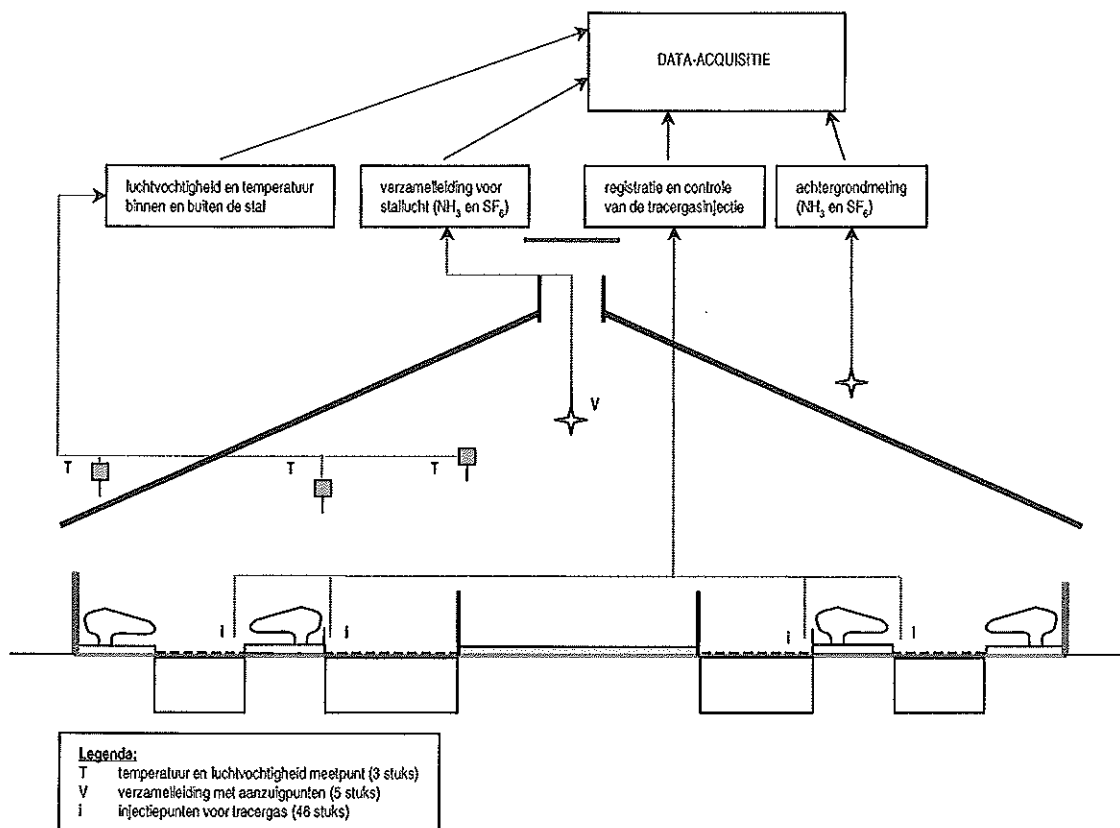 DATA-ACQUISITIE
luchtvochtigheid en temperatuur
binnen en buiten de stal
verzamelleiding voor
stallucht (NH₃ en SF₆)
registratie en controle
van de tracergasinjectie
achtergrondmeting
(NH₃ en SF₆)
V
T
T
T
i
i
i
i
Legenda:
T temperatuur en luchtvochtigheid meetpunt (3 stuks)
V verzamelleiding met aanzuigpunten (5 stuks)
i injectiepunten voor tracergas (46 stuks)